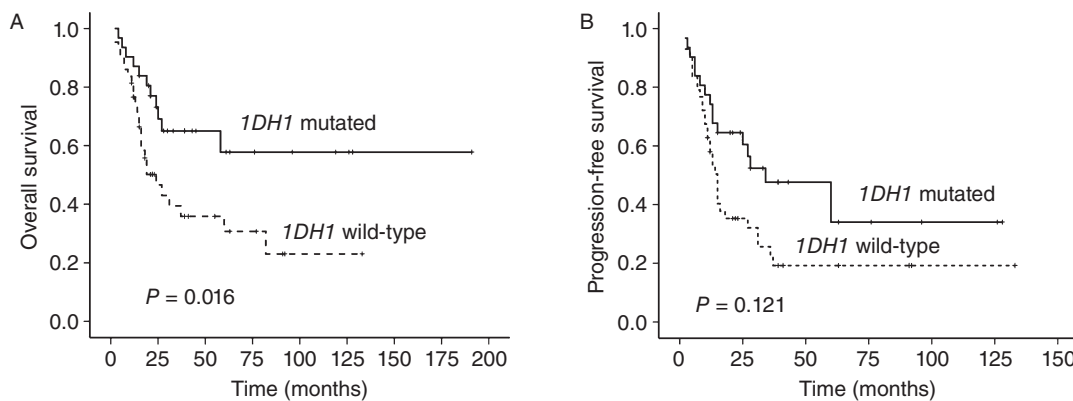 A
Overall survival
1.0
0.8
0.6
0.4
0.2
0.0
1DH1 mutated
1DH1 wild-type
P = 0.016
0 25 50 75 100 125 150 175 200
Time (months)
B
Progression-free survival
1.0
0.8
0.6
0.4
0.2
0.0
1DH1 mutated
1DH1 wild-type
P = 0.121
0 25 50 75 100 125 150
Time (months)